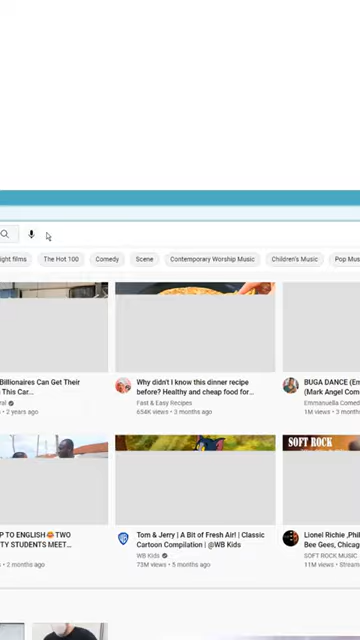 ight films
The Hot 100
Comedy
Scene
Contemporary Worship Music
Children's Music
Pop Mus
Billionaires Can Get Their
This Car...
ral
s • 2 years ago
Why didn't I know this dinner recipe
before? Healthy and cheap food for...
Fast & Easy Recipes
654K views • 3 months ago
BUGA DANCE (Em
(Mark Angel Com
Emmanuella Comed
1M views • 3 month
P TO ENGLISH 😡 TWO
TY STUDENTS MEET...
s • 2 months ago
Tom & Jerry | A Bit of Fresh Air! | Classic
Cartoon Compilation | @WB Kids
WB Kids
73M views • 5 months ago
SOFT ROCK
Lionel Richie ,Phil
Bee Gees, Chicag
SOFT ROCK MUSIC
11M views • Stream